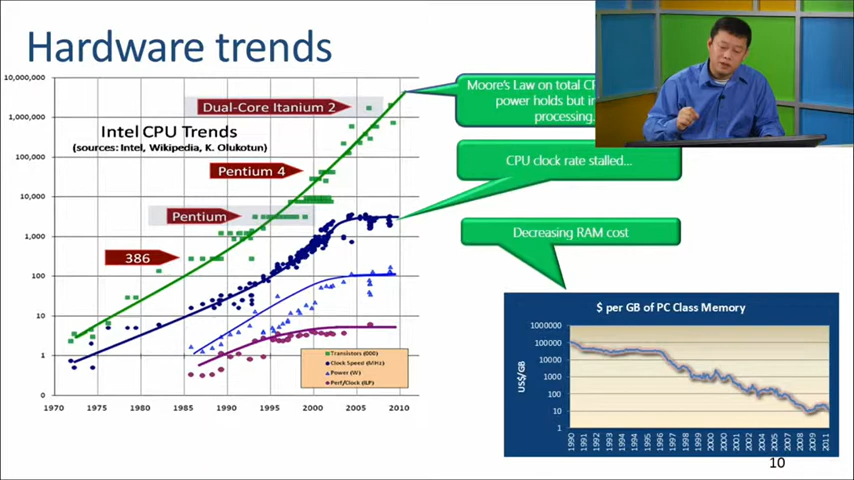 Hardware trends
10,000,000
1,000,000
100,000
10,000
1,000
100
10
1
0
1970
1975
1980
1985
1990
1995
2000
2005
2010
Intel CPU Trends
(sources: Intel, Wikipedia, K. Olukotun)
Dual-Core Itanium 2
Pentium 4
Pentium
386
Transistors (000)
Clock Speed (MHz)
Power (W)
Perf/Clock (ILP)
Moore's Law on total
power holds but in
processing.
CPU clock rate stalled...
Decreasing RAM cost
$ per GB of PC Class Memory
US$/GB
1000000
100000
10000
1000
100
10
1
1990
1991
1992
1993
1994
1994
1996
1997
1998
1999
2000
2000
2001
2002
2003
2004
2005
2007
2008
2009
2011
10